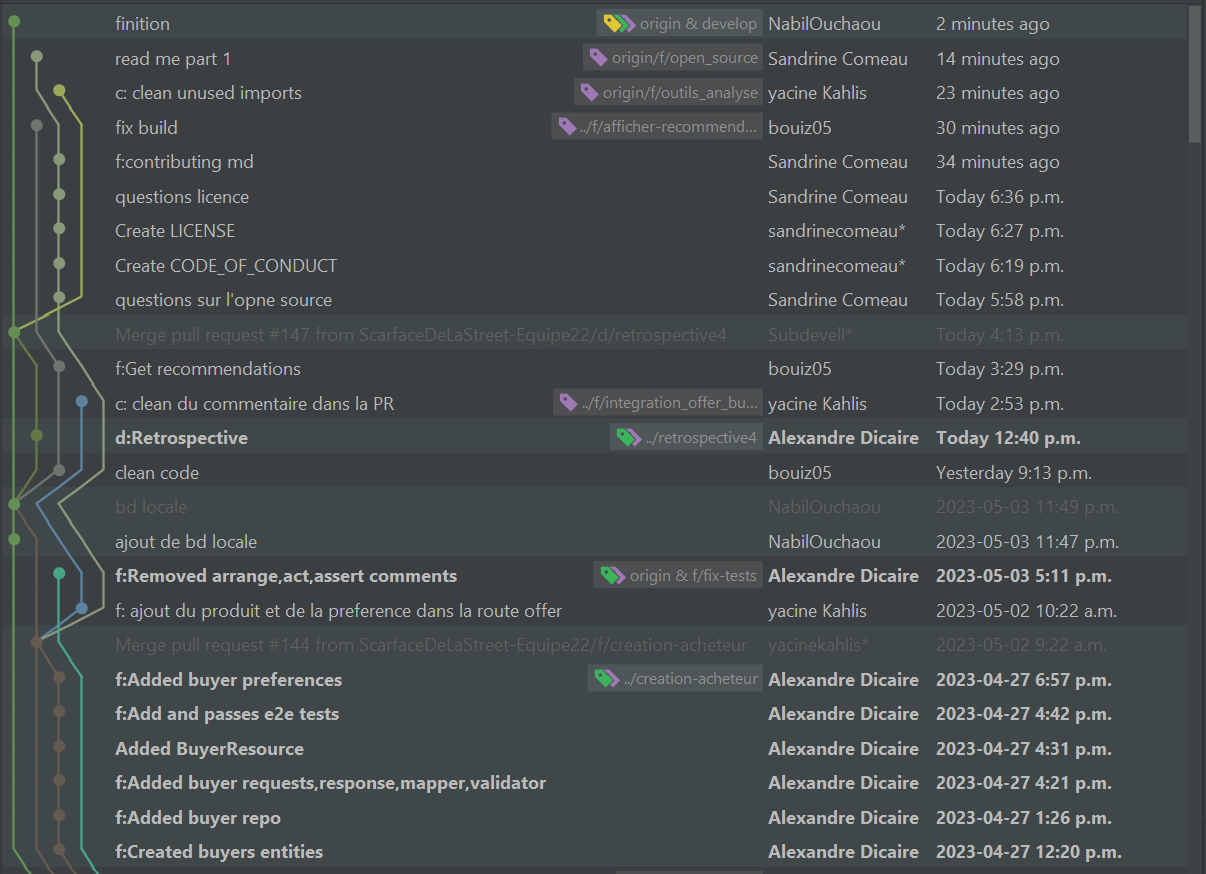 finition origin & develop NabilOuchaou 2 minutes ago
read me part 1 origin/f/open_source Sandrine Comeau 14 minutes ago
c: clean unused imports origin/f/outils_analyse yacine Kahlis 23 minutes ago
fix build ../f/afficher-recommend... bouiz05 30 minutes ago
f:contributing md Sandrine Comeau 34 minutes ago
questions licence Sandrine Comeau Today 6:36 p.m.
Create LICENSE sandrinecomeau* Today 6:27 p.m.
Create CODE_OF_CONDUCT sandrinecomeau* Today 6:19 p.m.
questions sur l'opne source Sandrine Comeau Today 5:58 p.m.
Merge pull request #147 from ScarfaceDeLaStreet-Equipe22/d/retrospective4 Subdevell* Today 4:13 p.m.
f:Get recommendations bouiz05 Today 3:29 p.m.
c: clean du commentaire dans la PR ../f/integration_offer_bu... yacine Kahlis Today 2:53 p.m.
d:Retrospective ../retrospective4 Alexandre Dicaire Today 12:40 p.m.
clean code bouiz05 Yesterday 9:13 p.m.
bd locale NabilOuchaou 2023-05-03 11:49 p.m.
ajout de bd locale NabilOuchaou 2023-05-03 11:47 p.m.
f:Removed arrange,act,assert comments origin & f/fix-tests Alexandre Dicaire 2023-05-03 5:11 p.m.
f: ajout du produit et de la preference dans la route offer yacine Kahlis 2023-05-02 10:22 a.m.
Merge pull request #144 from ScarfaceDeLaStreet-Equipe22/f/creation-acheteur yacinekahlis* 2023-05-02 9:22 a.m.
f:Added buyer preferences ../creation-acheteur Alexandre Dicaire 2023-04-27 6:57 p.m.
f:Add and passes e2e tests Alexandre Dicaire 2023-04-27 4:42 p.m.
Added BuyerResource Alexandre Dicaire 2023-04-27 4:31 p.m.
f:Added buyer requests,response,mapper,validator Alexandre Dicaire 2023-04-27 4:21 p.m.
f:Added buyer repo Alexandre Dicaire 2023-04-27 1:26 p.m.
f:Created buyers entities Alexandre Dicaire 2023-04-27 12:20 p.m.